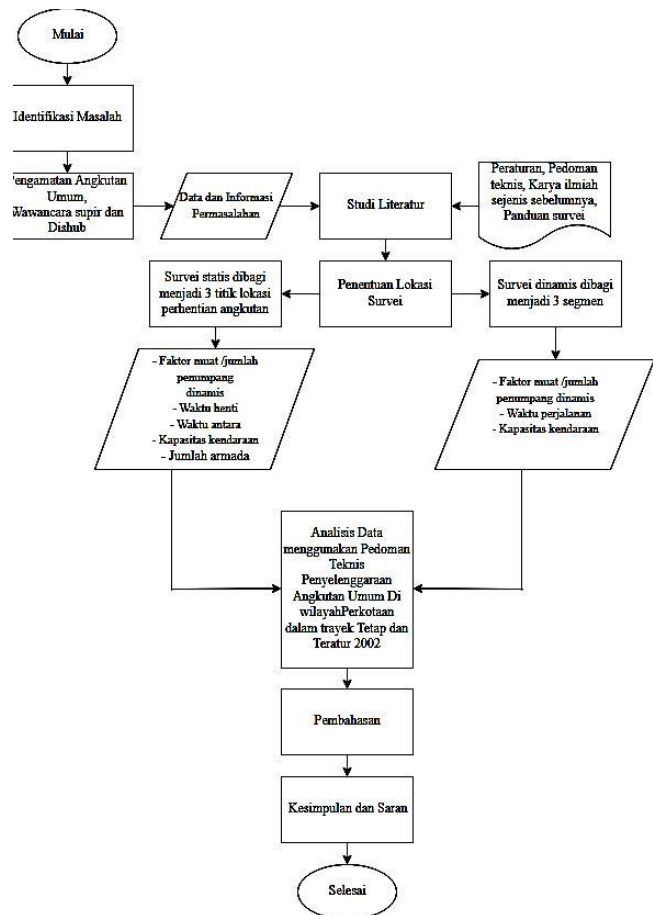 Mulai
Identifikasi Masalah
Pengamatan Angkutan
Umum,
Wawancara supir dan
Dishub
Data dan Informasi
Permasalahan
Studi Literatur
Peraturan, Pedoman
teknis, Karya ilmiah
sejenis sebelumnya,
Panduan survei
Survei statis dibagi
menjadi 3 titik lokasi
perhentian angkutan
Penentuan Lokasi
Survei
Survei dinamis dibagi
menjadi 3 segmen
- Faktor muat /jumlah
penumpang
dinamis
- Waktu henti
- Waktu antara
- Kapasitas kendaraan
- Jumlah armada
- Faktor muat /jumlah
penumpang dinamis
- Waktu perjalanan
- Kapasitas kendaraan
Analisis Data
menggunakan Pedoman
Teknis
Penyelenggaraan
Angkutan Umum Di
wilayahPerkotaan
dalam trayek Tetap dan
Teratur 2002
Pembahasan
Kesimpulan dan Saran
Selesai